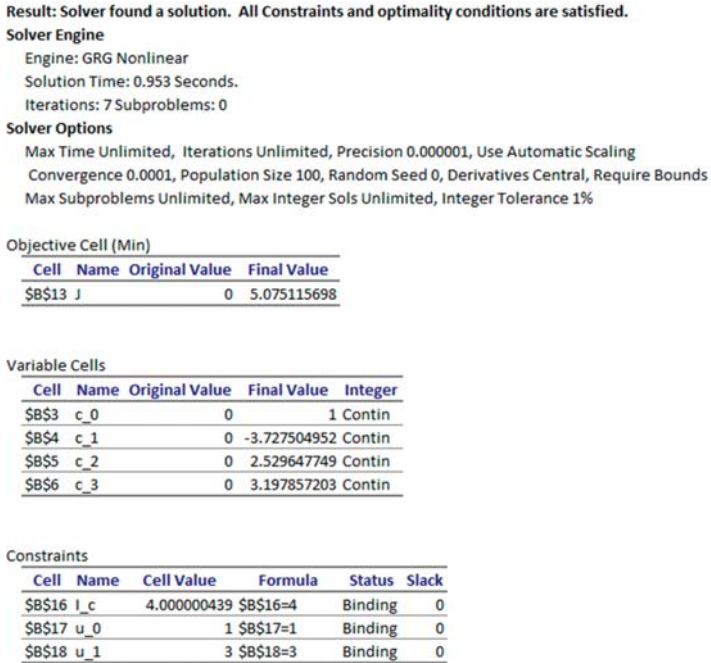 Result: Solver found a solution. All Constraints and optimality conditions are satisfied.
Solver Engine
Engine: GRG Nonlinear
Solution Time: 0.953 Seconds.
Iterations: 7 Subproblems: 0
Solver Options
Max Time Unlimited, Iterations Unlimited, Precision 0.000001, Use Automatic Scaling
Convergence 0.0001, Population Size 100, Random Seed 0, Derivatives Central, Require Bounds
Max Subproblems Unlimited, Max Integer Sols Unlimited, Integer Tolerance 1%
Objective Cell (Min)
Cell Name Original Value Final Value
$B$13 J 0 5.075115698
Variable Cells
Cell Name Original Value Final Value Integer
$B$3 c_0 0 1 Contin
$B$4 c_1 0 -3.727504952 Contin
$B$5 c_2 0 2.529647749 Contin
$B$6 c_3 0 3.197857203 Contin
Constraints
Cell Name Cell Value Formula Status Slack
$B$16 I_c 4.000000439 $B$16=4 Binding 0
$B$17 u_0 1 $B$17=1 Binding 0
$B$18 u_1 3 $B$18=3 Binding 0